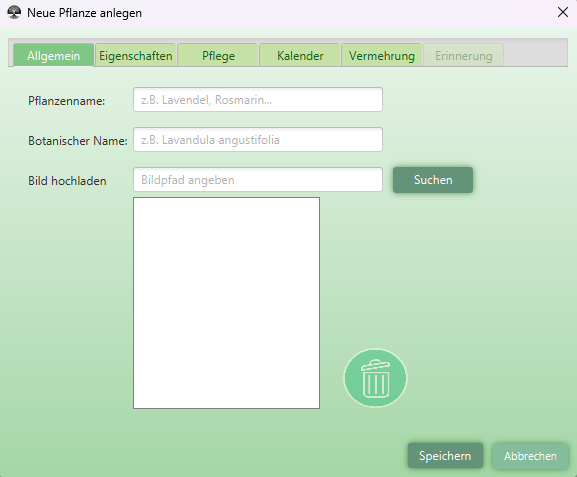 Neue Pflanze anlegen
Allgemein Eigenschaften Pflege Kalender Vermehrung Erinnerung
Pflanzenname: z.B. Lavendel, Rosmarin...
Botanischer Name: z.B. Lavandula angustifolia
Bild hochladen Bildpfad angeben Suchen
Speichern Abbrechen